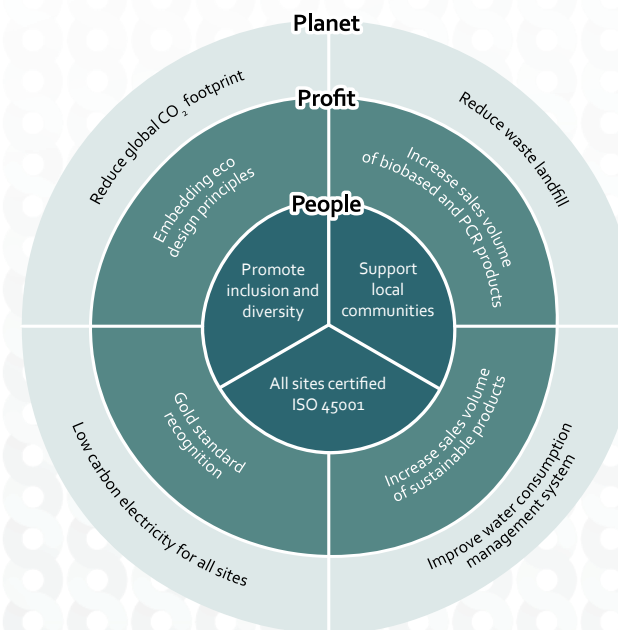 Planet
Reduce global CO₂ footprint
Reduce waste landfill
Low carbon electricity for all sites
Improve water consumption
management system
Profit
Embedding eco
design principles
Increase sales volume
of biobased and PCR products
Gold standard
recognition
Increase sales volume
of sustainable products
People
Promote
inclusion and
diversity
Support
local
communities
All sites certified
ISO 45001